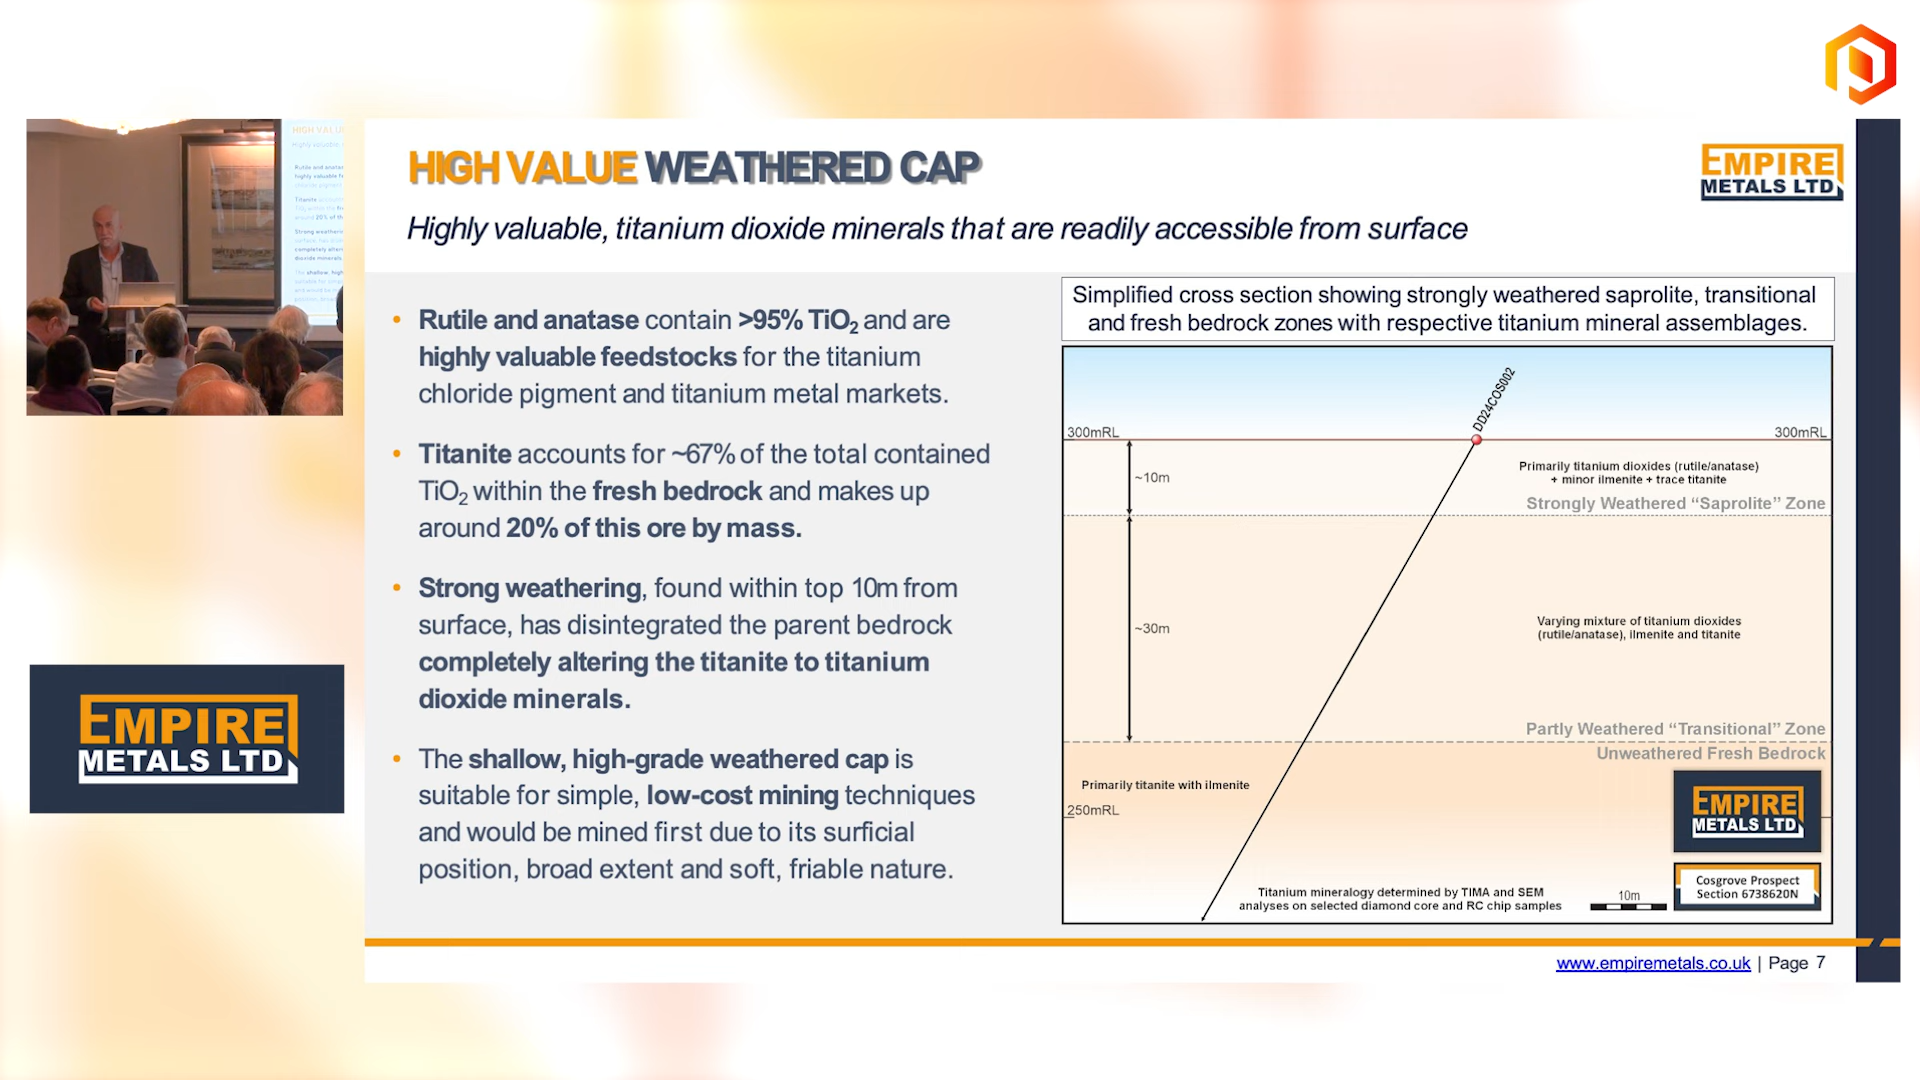 HIGH VALUE WEATHERED CAP
EMPIRE
METALS LTD
Highly valuable, titanium dioxide minerals that are readily accessible from surface
• Rutile and anatase contain >95% TiO₂ and are
highly valuable feedstocks for the titanium
chloride pigment and titanium metal markets.
• Titanite accounts for ~67% of the total contained
TiO₂ within the fresh bedrock and makes up
around 20% of this ore by mass.
• Strong weathering, found within top 10m from
surface, has disintegrated the parent bedrock
completely altering the titanite to titanium
dioxide minerals.
• The shallow, high-grade weathered cap is
suitable for simple, low-cost mining techniques
and would be mined first due to its surficial
position, broad extent and soft, friable nature.
Simplified cross section showing strongly weathered saprolite, transitional
and fresh bedrock zones with respective titanium mineral assemblages.
DD24COS002
300mRL
300mRL
~10m
Primarily titanium dioxides (rutile/anatase)
+ minor ilmenite + trace titanite
Strongly Weathered “Saprolite” Zone
~30m
Varying mixture of titanium dioxides
(rutile/anatase), ilmenite and titanite
Partly Weathered “Transitional” Zone
Unweathered Fresh Bedrock
Primarily titanite with ilmenite
250mRL
EMPIRE
METALS LTD
Titanium mineralogy determined by TIMA and SEM
analyses on selected diamond core and RC chip samples
10m
Cosgrove Prospect
Section 6738620N
www.empiremetals.co.uk | Page 7
EMPIRE
METALS LTD